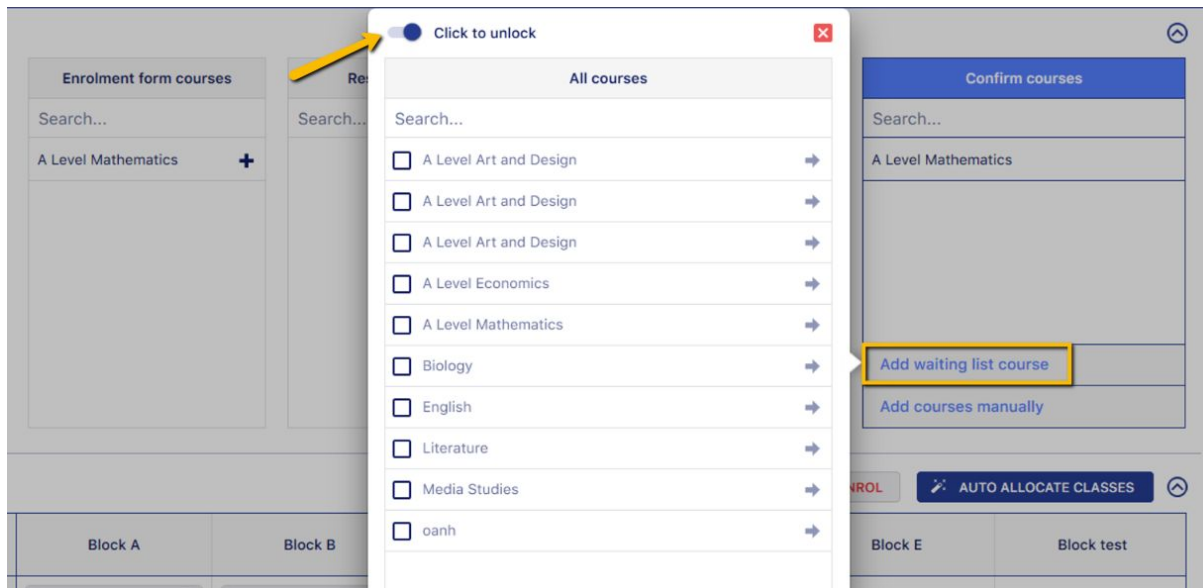 Click to unlock
Enrolment form courses
Re
All courses
Confirm courses
Search...
Search...
Search...
Search...
A Level Mathematics
A Level Art and Design
A Level Mathematics
A Level Art and Design
A Level Art and Design
A Level Economics
A Level Mathematics
Biology
Add waiting list course
English
Add courses manually
Literature
Media Studies
NROL
AUTO ALLOCATE CLASSES
oanh
Block A
Block B
Block E
Block test